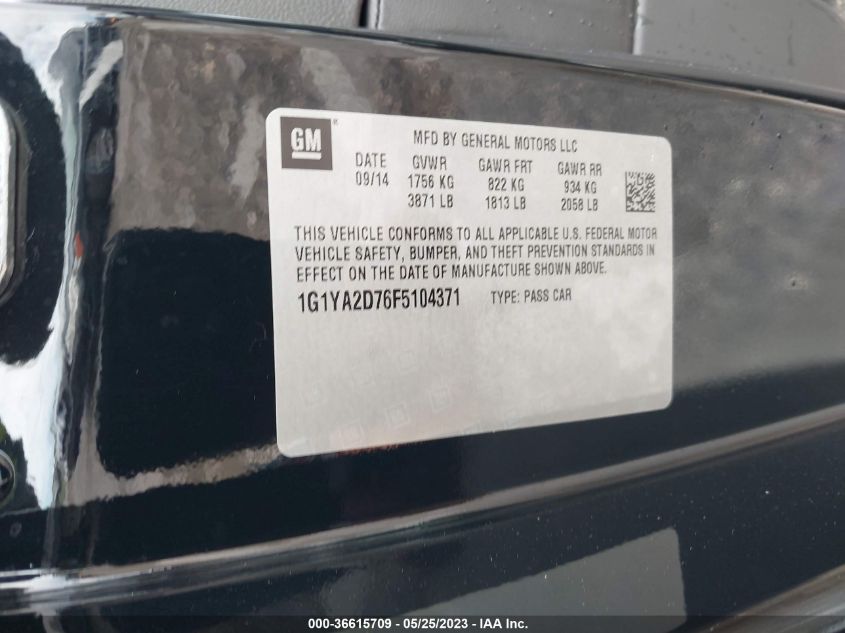 GM®
MFD BY GENERAL MOTORS LLC
DATE GVWR GAWR FRT GAWR RR
09/14 1756 KG 822 KG 934 KG
3871 LB 1813 LB 2058 LB
THIS VEHICLE CONFORMS TO ALL APPLICABLE U.S. FEDERAL MOTOR
VEHICLE SAFETY, BUMPER, AND THEFT PREVENTION STANDARDS IN
EFFECT ON THE DATE OF MANUFACTURE SHOWN ABOVE.
1G1YA2D76F5104371 TYPE: PASS CAR
000-36615709 - 05/25/2023 - IAA Inc.